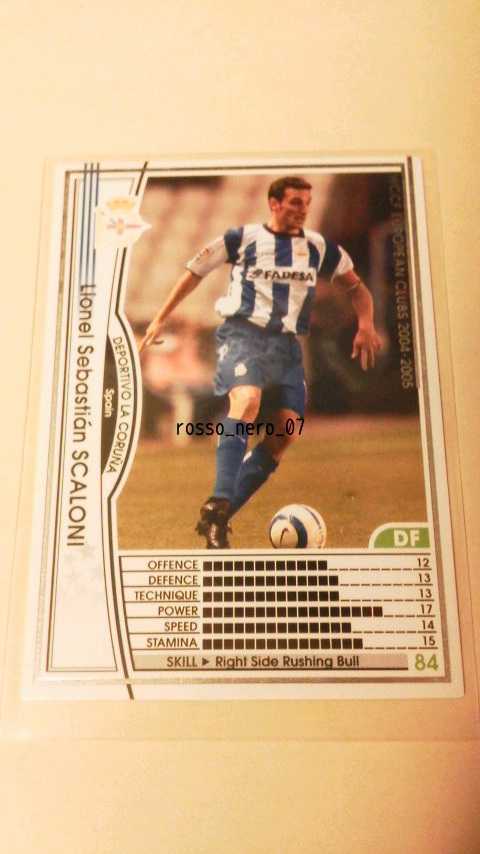 Lionel Sebastián SCALONI
DEPORTIVO LA CORUÑA
Spain
WCCF EUROPEAN CLUBS 2004-2005
FADESA
rosso_nero_07
DF
OFFENCE 12
DEFENCE 13
TECHNIQUE 13
POWER 17
SPEED 14
STAMINA 15
SKILL ▶ Right Side Rushing Bull 84